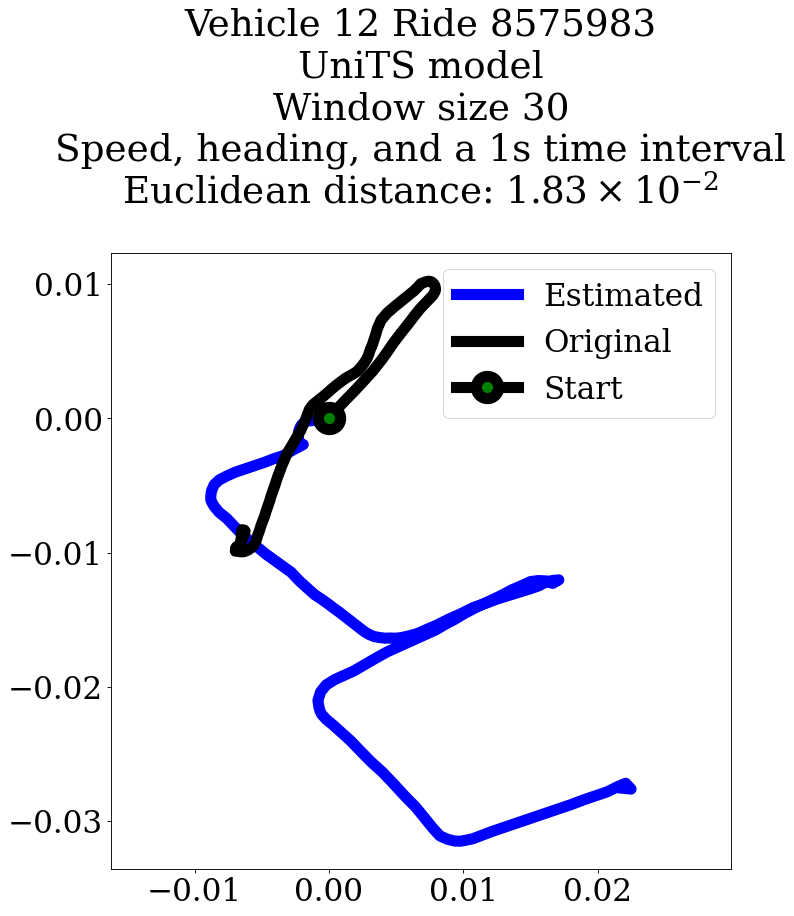 Vehicle 12 Ride 8575983
UniTS model
Window size 30
Speed, heading, and a 1s time interval
Euclidean distance: 1.83 × 10⁻²
Estimated
Original
Start
0.01
0.00
−0.01
−0.02
−0.03
−0.01
0.00
0.01
0.02